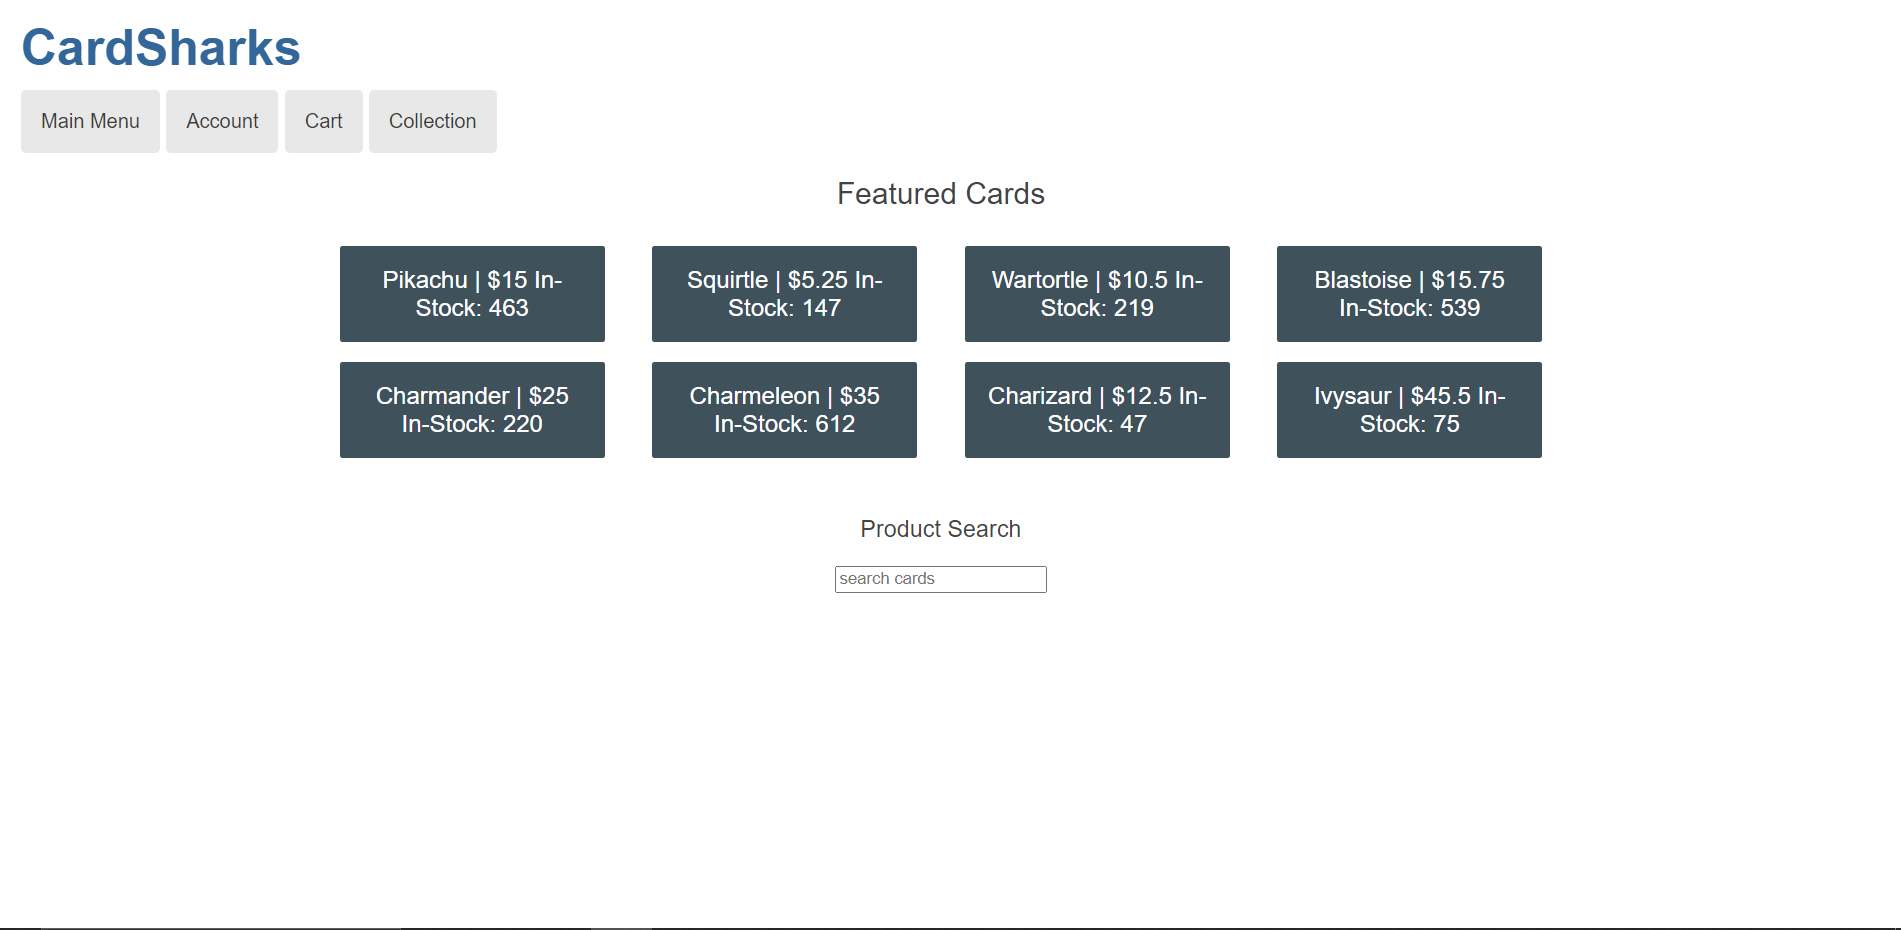 CardSharks
Main Menu Account Cart Collection
Featured Cards
Pikachu | $15 In-
Stock: 463
Squirtle | $5.25 In-
Stock: 147
Wartortle | $10.5 In-
Stock: 219
Blastoise | $15.75
In-Stock: 539
Charmander | $25
In-Stock: 220
Charmeleon | $35
In-Stock: 612
Charizard | $12.5 In-
Stock: 47
Ivysaur | $45.5 In-
Stock: 75
Product Search
search cards